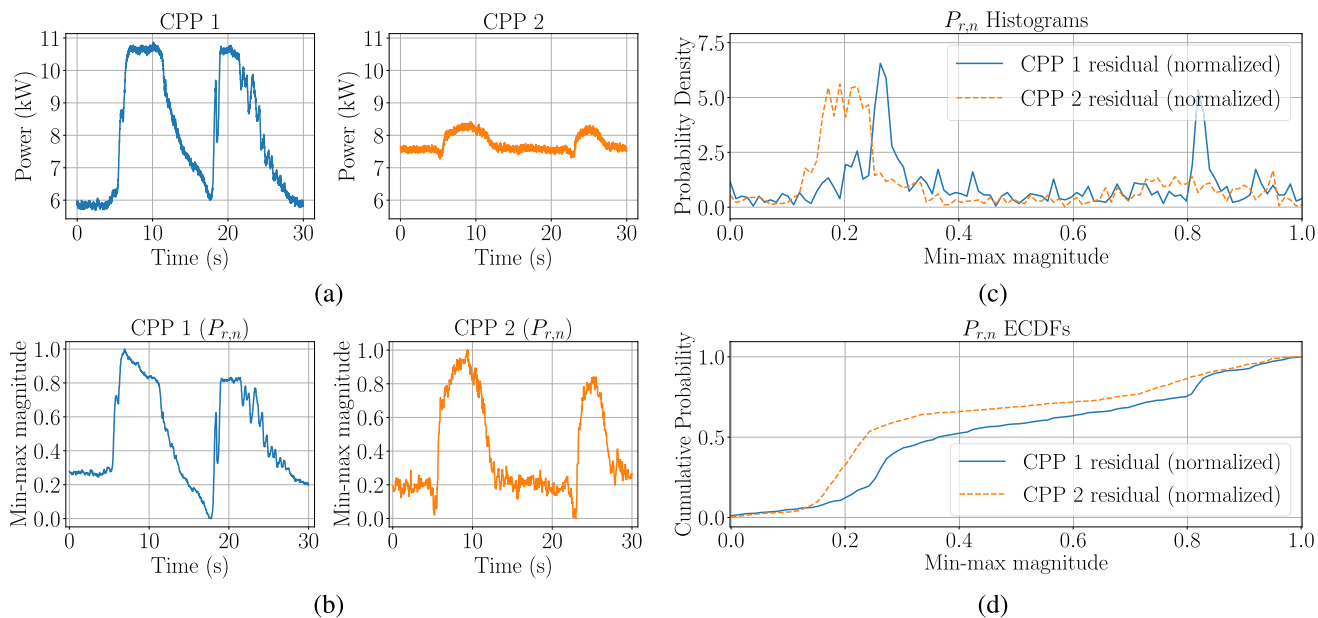 CPP 1
Power (kW)
11
10
9
8
7
6
0 10 20 30
Time (s)
CPP 2
Power (kW)
11
10
9
8
7
6
0 10 20 30
Time (s)
(a)
CPP 1 (P_{r,n})
Min-max magnitude
1.0
0.8
0.6
0.4
0.2
0.0
0 10 20 30
Time (s)
CPP 2 (P_{r,n})
Min-max magnitude
1.0
0.8
0.6
0.4
0.2
0.0
0 10 20 30
Time (s)
(b)
P_{r,n} Histograms
Probability Density
7.5
5.0
2.5
0.0
CPP 1 residual (normalized)
CPP 2 residual (normalized)
0.0 0.2 0.4 0.6 0.8 1.0
Min-max magnitude
(c)
P_{r,n} ECDFs
Cumulative Probability
1.0
0.5
0.0
CPP 1 residual (normalized)
CPP 2 residual (normalized)
0.0 0.2 0.4 0.6 0.8 1.0
Min-max magnitude
(d)